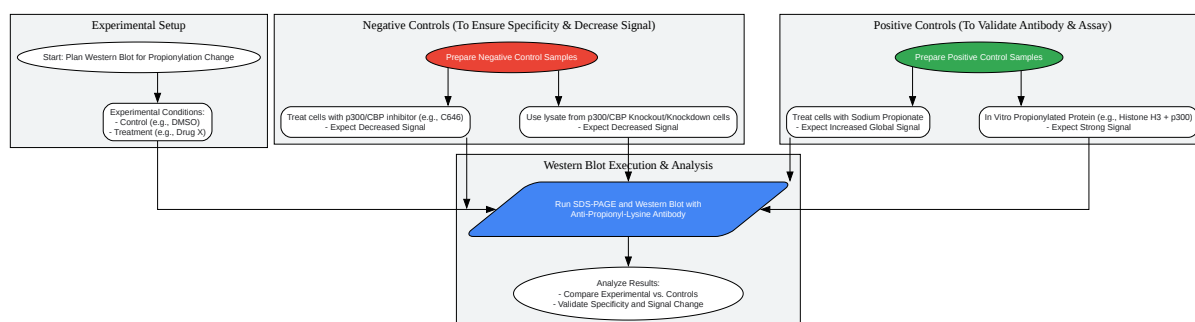 Experimental Setup
Start: Plan Western Blot for Propionylation Change
Experimental Conditions:
- Control (e.g., DMSO)
- Treatment (e.g., Drug X)
Negative Controls (To Ensure Specificity & Decrease Signal)
Prepare Negative Control Samples
Treat cells with p300/CBP inhibitor (e.g., C646)
- Expect Decreased Signal
Use lysate from p300/CBP Knockout/Knockdown cells
- Expect Decreased Signal
Positive Controls (To Validate Antibody & Assay)
Prepare Positive Control Samples
Treat cells with Sodium Propionate
- Expect Increased Global Signal
In Vitro Propionylated Protein (e.g., Histone H3 + p300)
- Expect Strong Signal
Western Blot Execution & Analysis
Run SDS-PAGE and Western Blot with
Anti-Propionyl-Lysine Antibody
Analyze Results:
- Compare Experimental vs. Controls
- Validate Specificity and Signal Change